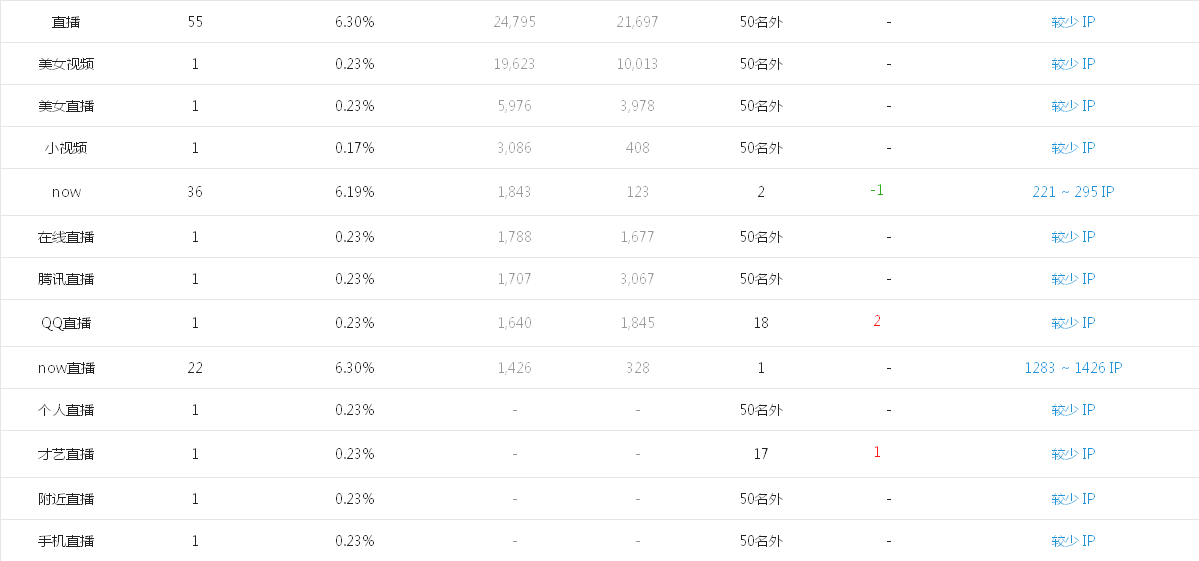 直播 55 6.30% 24,795 21,697 50名外 - 较少 IP
美女视频 1 0.23% 19,623 10,013 50名外 - 较少 IP
美女直播 1 0.23% 5,976 3,978 50名外 - 较少 IP
小视频 1 0.17% 3,086 408 50名外 - 较少 IP
now 36 6.19% 1,843 123 2 -1 221 ~ 295 IP
在线直播 1 0.23% 1,788 1,677 50名外 - 较少 IP
腾讯直播 1 0.23% 1,707 3,067 50名外 - 较少 IP
QQ直播 1 0.23% 1,640 1,845 18 2 较少 IP
now直播 22 6.30% 1,426 328 1 - 1283 ~ 1426 IP
个人直播 1 0.23% - - 50名外 - 较少 IP
才艺直播 1 0.23% - - 17 1 较少 IP
附近直播 1 0.23% - - 50名外 - 较少 IP
手机直播 1 0.23% - - 50名外 - 较少 IP